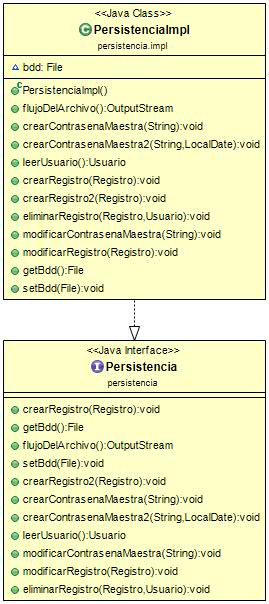 <<Java Class>>
PersistenciaImpl
persistencia.impl
bdd: File
PersistenciaImpl()
flujoDelArchivo():OutputStream
crearContrasenaMaestra(String):void
crearContrasenaMaestra2(String,LocalDate):void
leerUsuario():Usuario
crearRegistro(Registro):void
crearRegistro2(Registro):void
eliminarRegistro(Registro,Usuario):void
modificarContrasenaMaestra(String):void
modificarRegistro(Registro):void
getBdd():File
setBdd(File):void
<<Java Interface>>
Persistencia
persistencia
crearRegistro(Registro):void
getBdd():File
flujoDelArchivo():OutputStream
setBdd(File):void
crearRegistro2(Registro):void
crearContrasenaMaestra(String):void
crearContrasenaMaestra2(String,LocalDate):void
leerUsuario():Usuario
modificarContrasenaMaestra(String):void
modificarRegistro(Registro):void
eliminarRegistro(Registro,Usuario):void